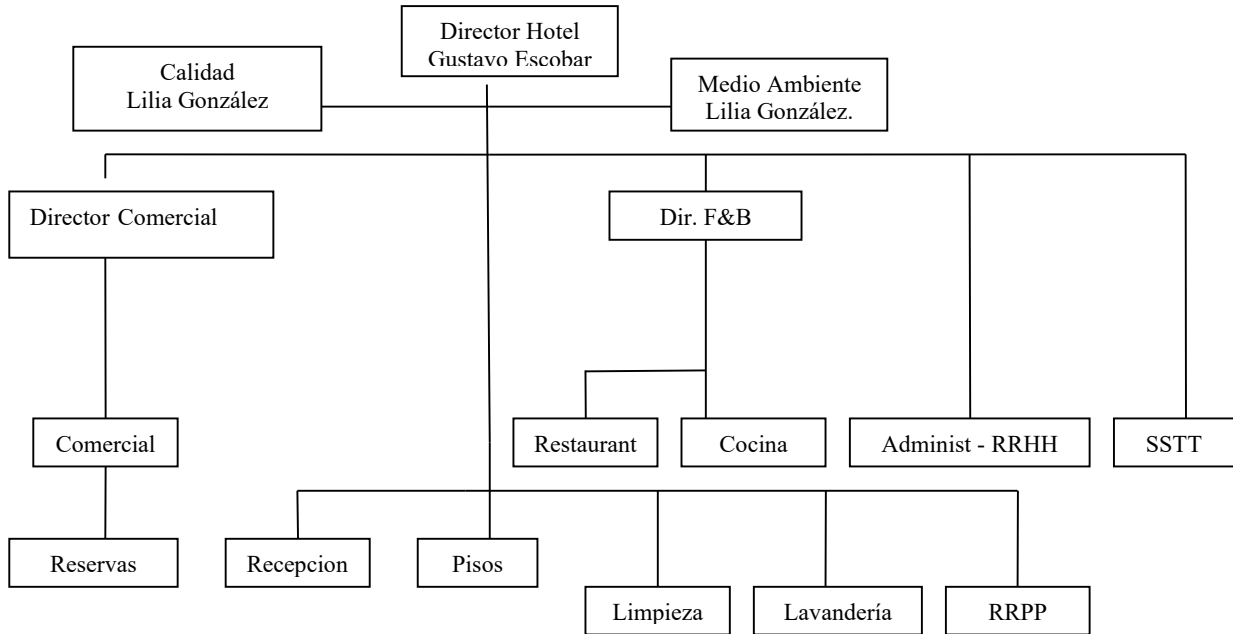 Director Hotel
Gustavo Escobar
Calidad
Lilia González
Medio Ambiente
Lilia González.
Director Comercial
Dir. F&B
Comercial
Restaurant
Cocina
Administ - RRHH
SSTT
Reservas
Recepcion
Pisos
Limpieza
Lavandería
RRPP